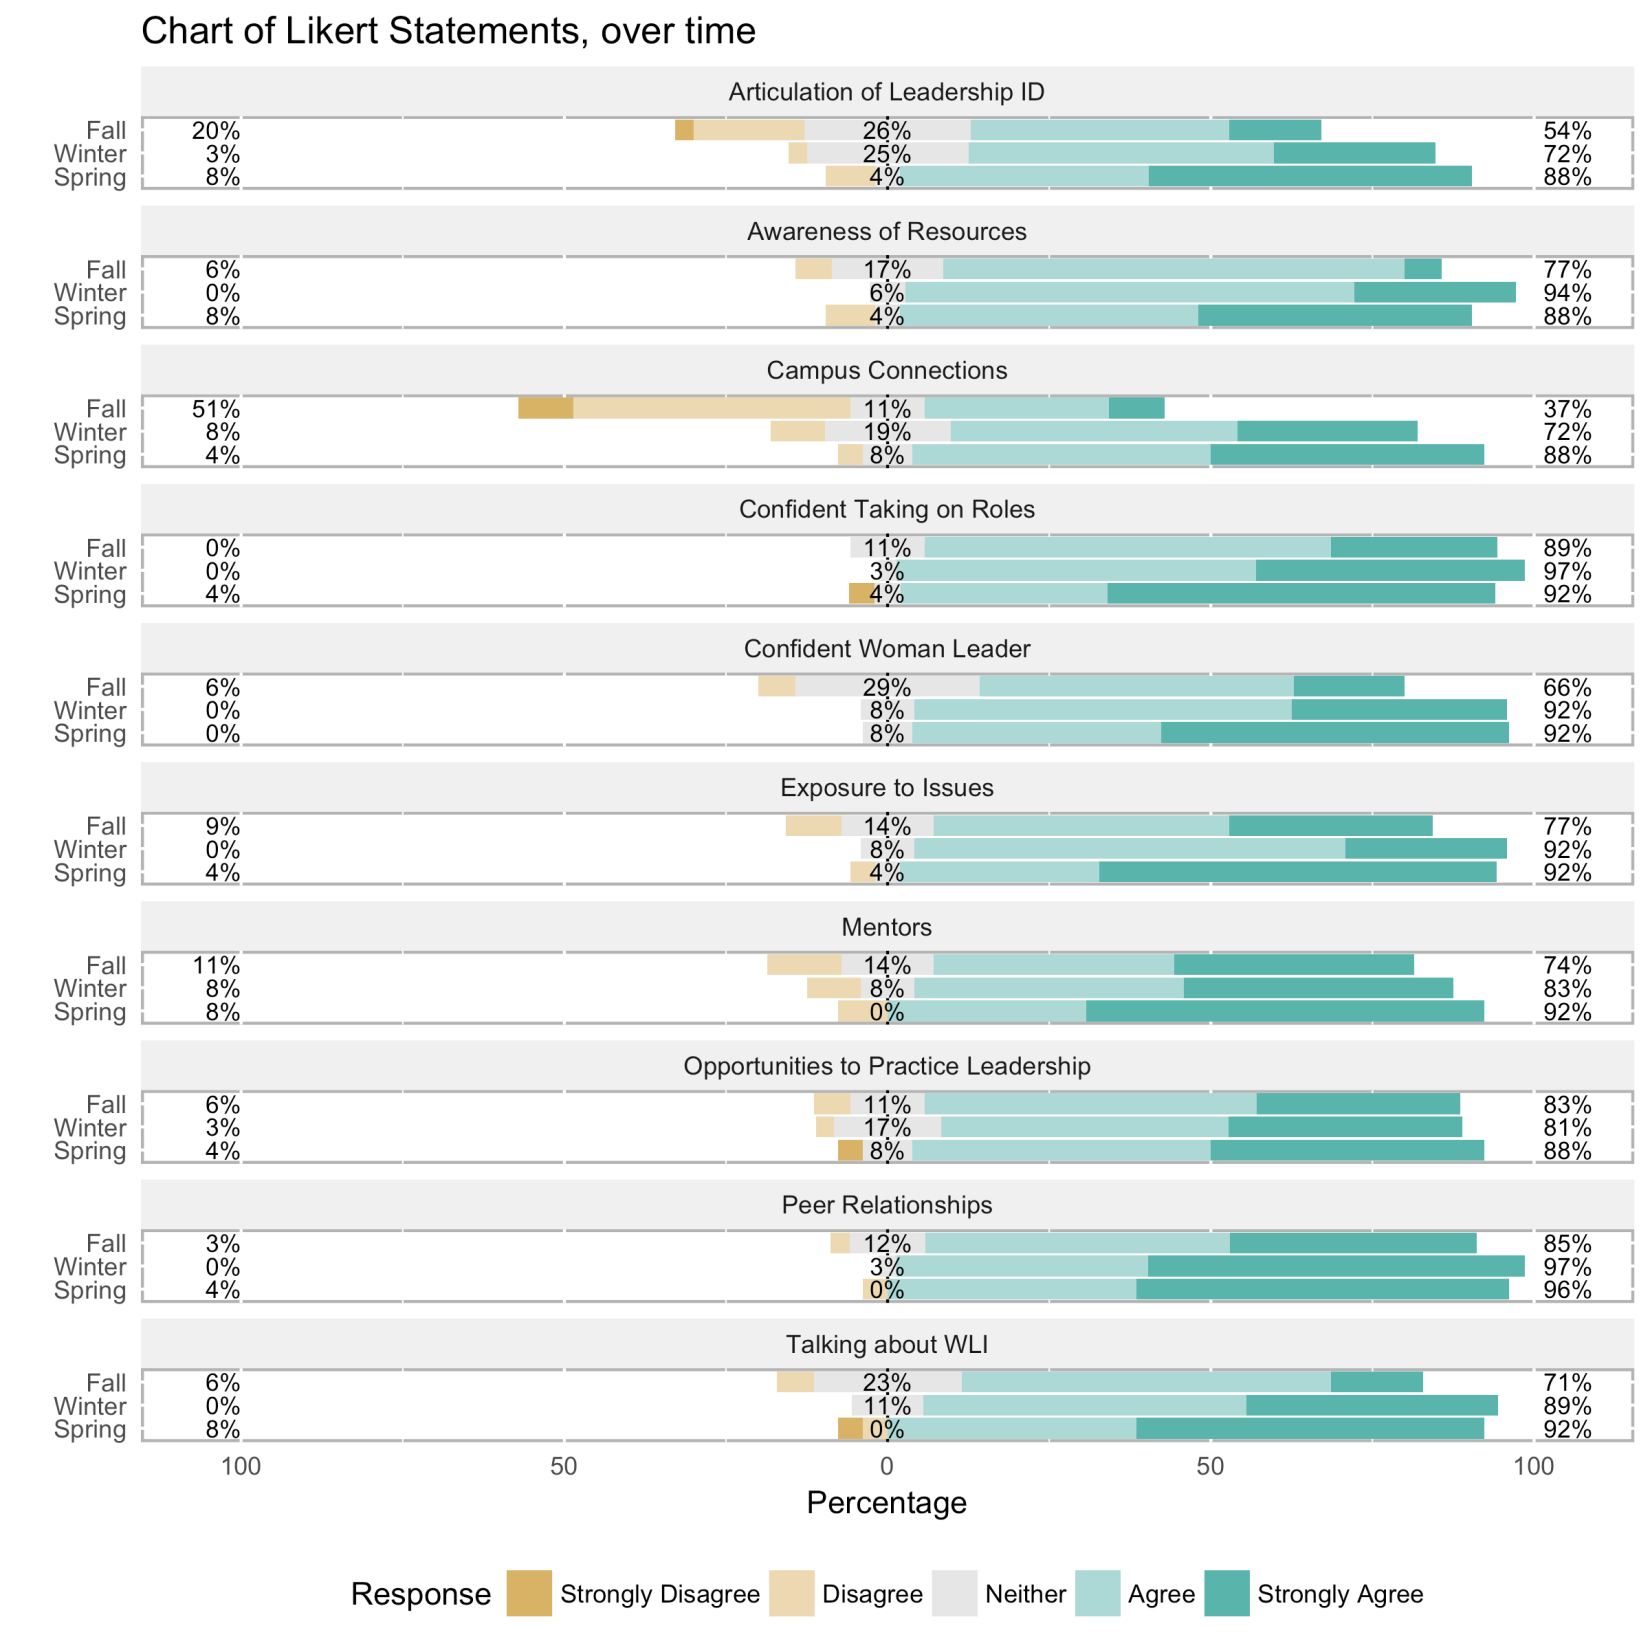 Chart of Likert Statements, over time
Articulation of Leadership ID
Fall 20% 26% 54%
Winter 3% 25% 72%
Spring 8% 4% 88%
Awareness of Resources
Fall 6% 17% 77%
Winter 0% 6% 94%
Spring 8% 4% 88%
Campus Connections
Fall 51% 11% 37%
Winter 8% 19% 72%
Spring 4% 8% 88%
Confident Taking on Roles
Fall 0% 11% 89%
Winter 0% 3% 97%
Spring 4% 4% 92%
Confident Woman Leader
Fall 6% 29% 66%
Winter 0% 8% 92%
Spring 0% 8% 92%
Exposure to Issues
Fall 9% 14% 77%
Winter 0% 8% 92%
Spring 4% 4% 92%
Mentors
Fall 11% 14% 74%
Winter 8% 8% 83%
Spring 8% 0% 92%
Opportunities to Practice Leadership
Fall 6% 11% 83%
Winter 3% 17% 81%
Spring 4% 8% 88%
Peer Relationships
Fall 3% 12% 85%
Winter 0% 3% 97%
Spring 4% 0% 96%
Talking about WLI
Fall 6% 23% 71%
Winter 0% 11% 89%
Spring 8% 0% 92%
100 50 0 50 100
Percentage
Response Strongly Disagree Disagree Neither Agree Strongly Agree